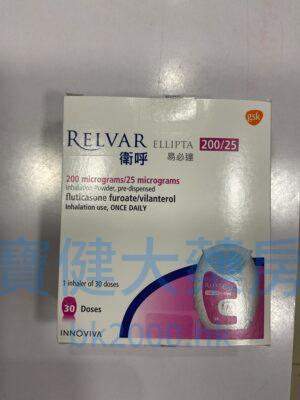 gsk
RELVAR ELLIPTA 200/25
衛呼 易必達
200 micrograms/25 micrograms
Inhalation Powder, pre-dispensed
fluticasone furoate/vilanterol
Inhalation use, ONCE DAILY
寶健大藥房
1 inhaler of 30 doses
RELVAR
bk2000.hk
30 Doses
INNOVIVA